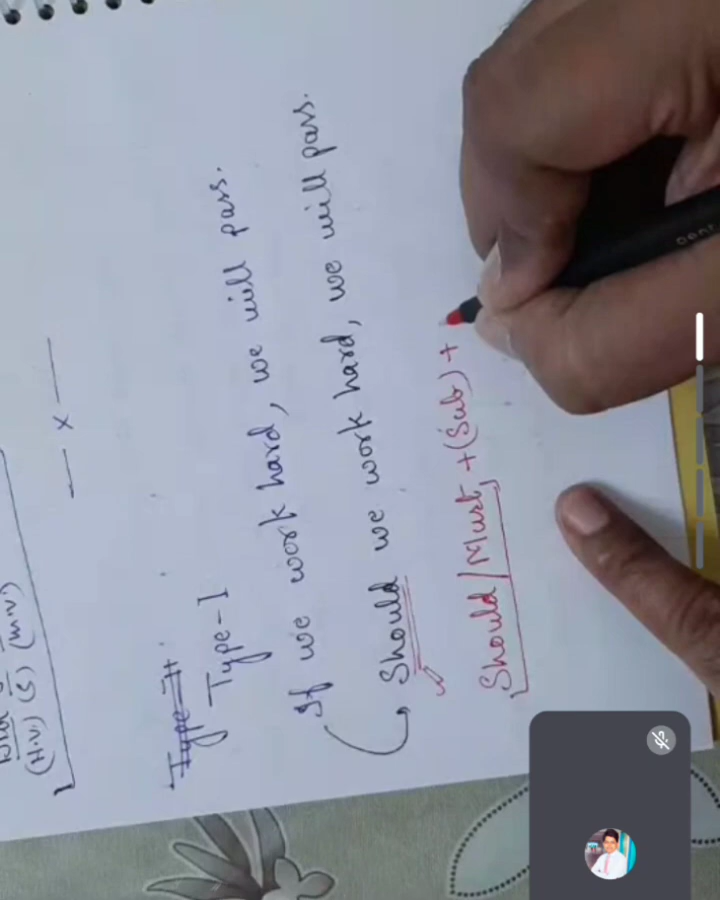 (H.v.) (S) (m.v.)
— x —
Type-II
Type-I
If we work hard, we will pass.
Should we work hard, we will pass.
Should/Must +(Sub) +